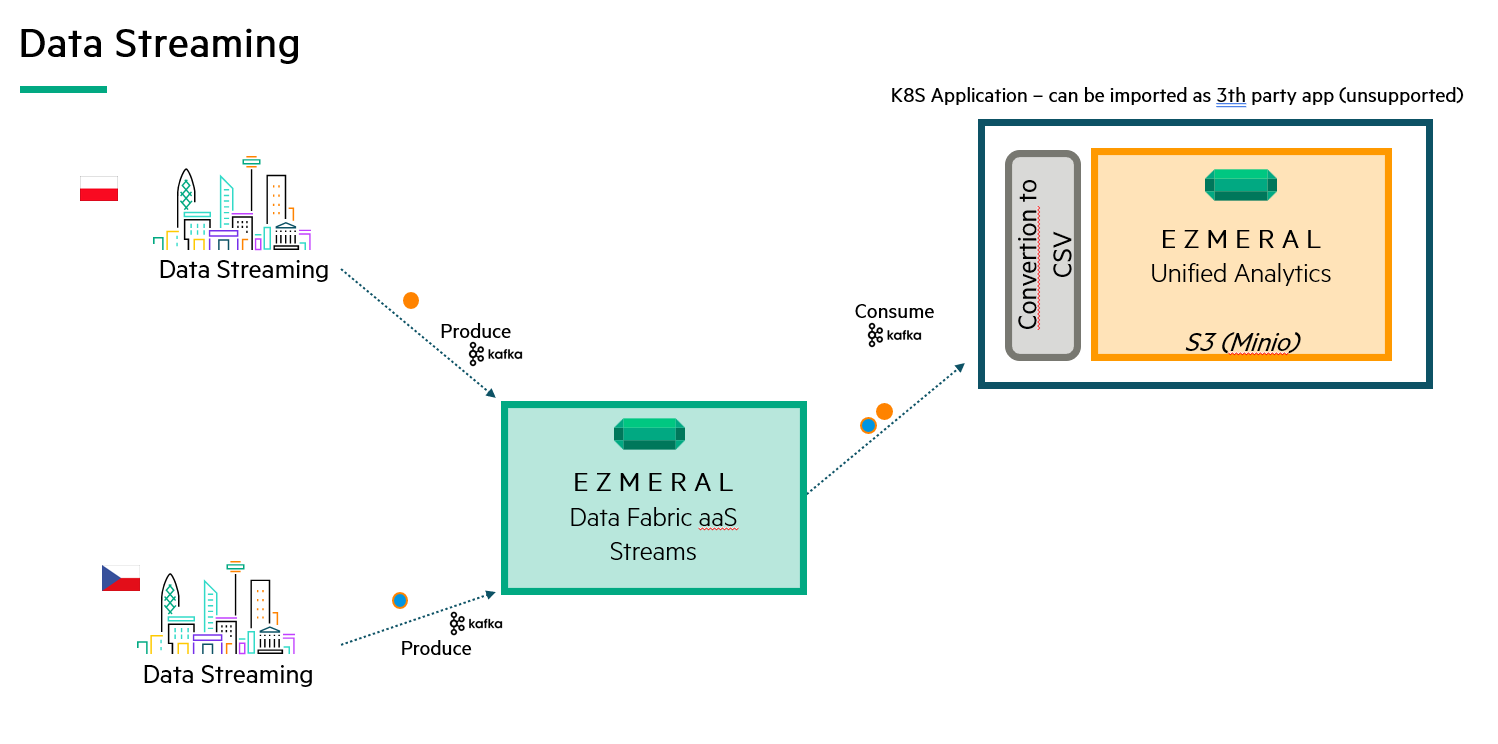 Data Streaming
K8S Application – can be imported as 3th party app (unsupported)
Data Streaming
Produce
kafka
Consume
kafka
Convertion to
CSV
EZMERAL
Unified Analytics
S3 (Minio)
EZMERAL
Data Fabric aaS
Streams
kafka
Produce
Data Streaming